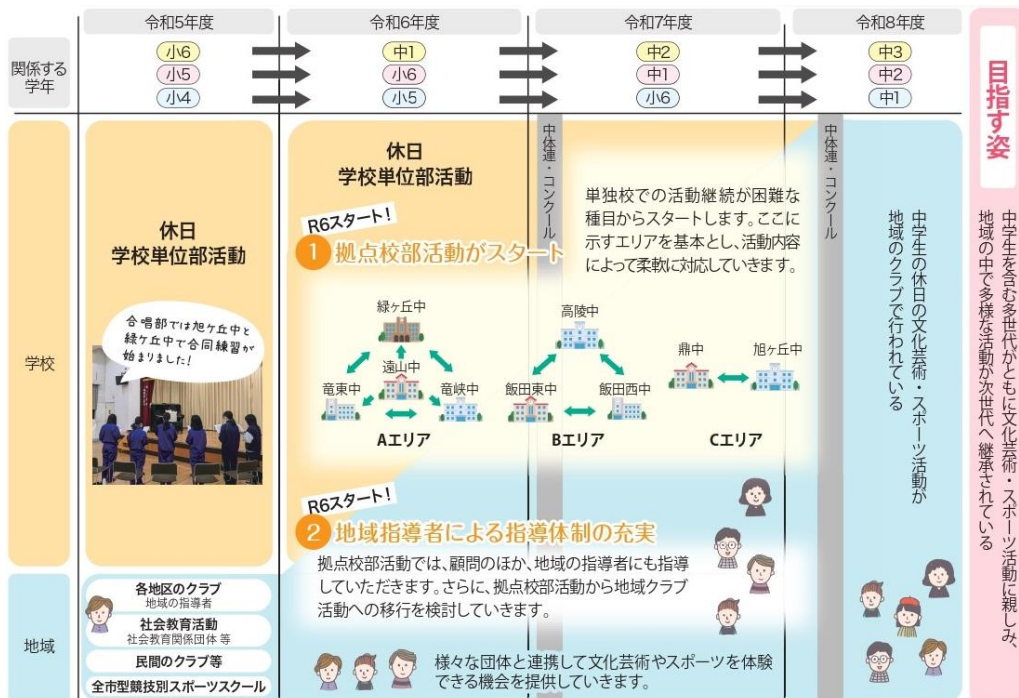 令和5年度
令和6年度
令和7年度
令和8年度
関係する
学年
小6
中1
中2
中3
小5
小6
中1
中2
小4
小5
小6
中1
学校
休日
学校単位部活動
合唱部では旭ケ丘中と
緑ケ丘中で合同練習が
始まりました!
休日
学校単位部活動
R6スタート!
1 拠点校部活動がスタート
中体連・コンクール
単独校での活動継続が困難な
種目からスタートします。ここに
示すエリアを基本とし、活動内容
によって柔軟に対応していきます。
中体連・コンクール
緑ヶ丘中
遠山中
竜東中
竜峡中
Aエリア
高陵中
飯田東中
飯田西中
Bエリア
鼎中
旭ヶ丘中
Cエリア
R6スタート!
2 地域指導者による指導体制の充実
拠点校部活動では、顧問のほか、地域の指導者にも指導
していただきます。さらに、拠点校部活動から地域クラブ
活動への移行を検討していきます。
地域
各地区のクラブ
地域の指導者
社会教育活動
社会教育関係団体 等
民間のクラブ等
全市型競技別スポーツスクール
様々な団体と連携して文化芸術やスポーツを体験
できる機会を提供していきます。
中学生の休日の文化芸術・スポーツ活動が
地域のクラブで行われている
目指す姿
中学生を含む多世代がともに文化芸術・スポーツ活動に親しみ、
地域の中で多様な活動が次世代へ継承されている